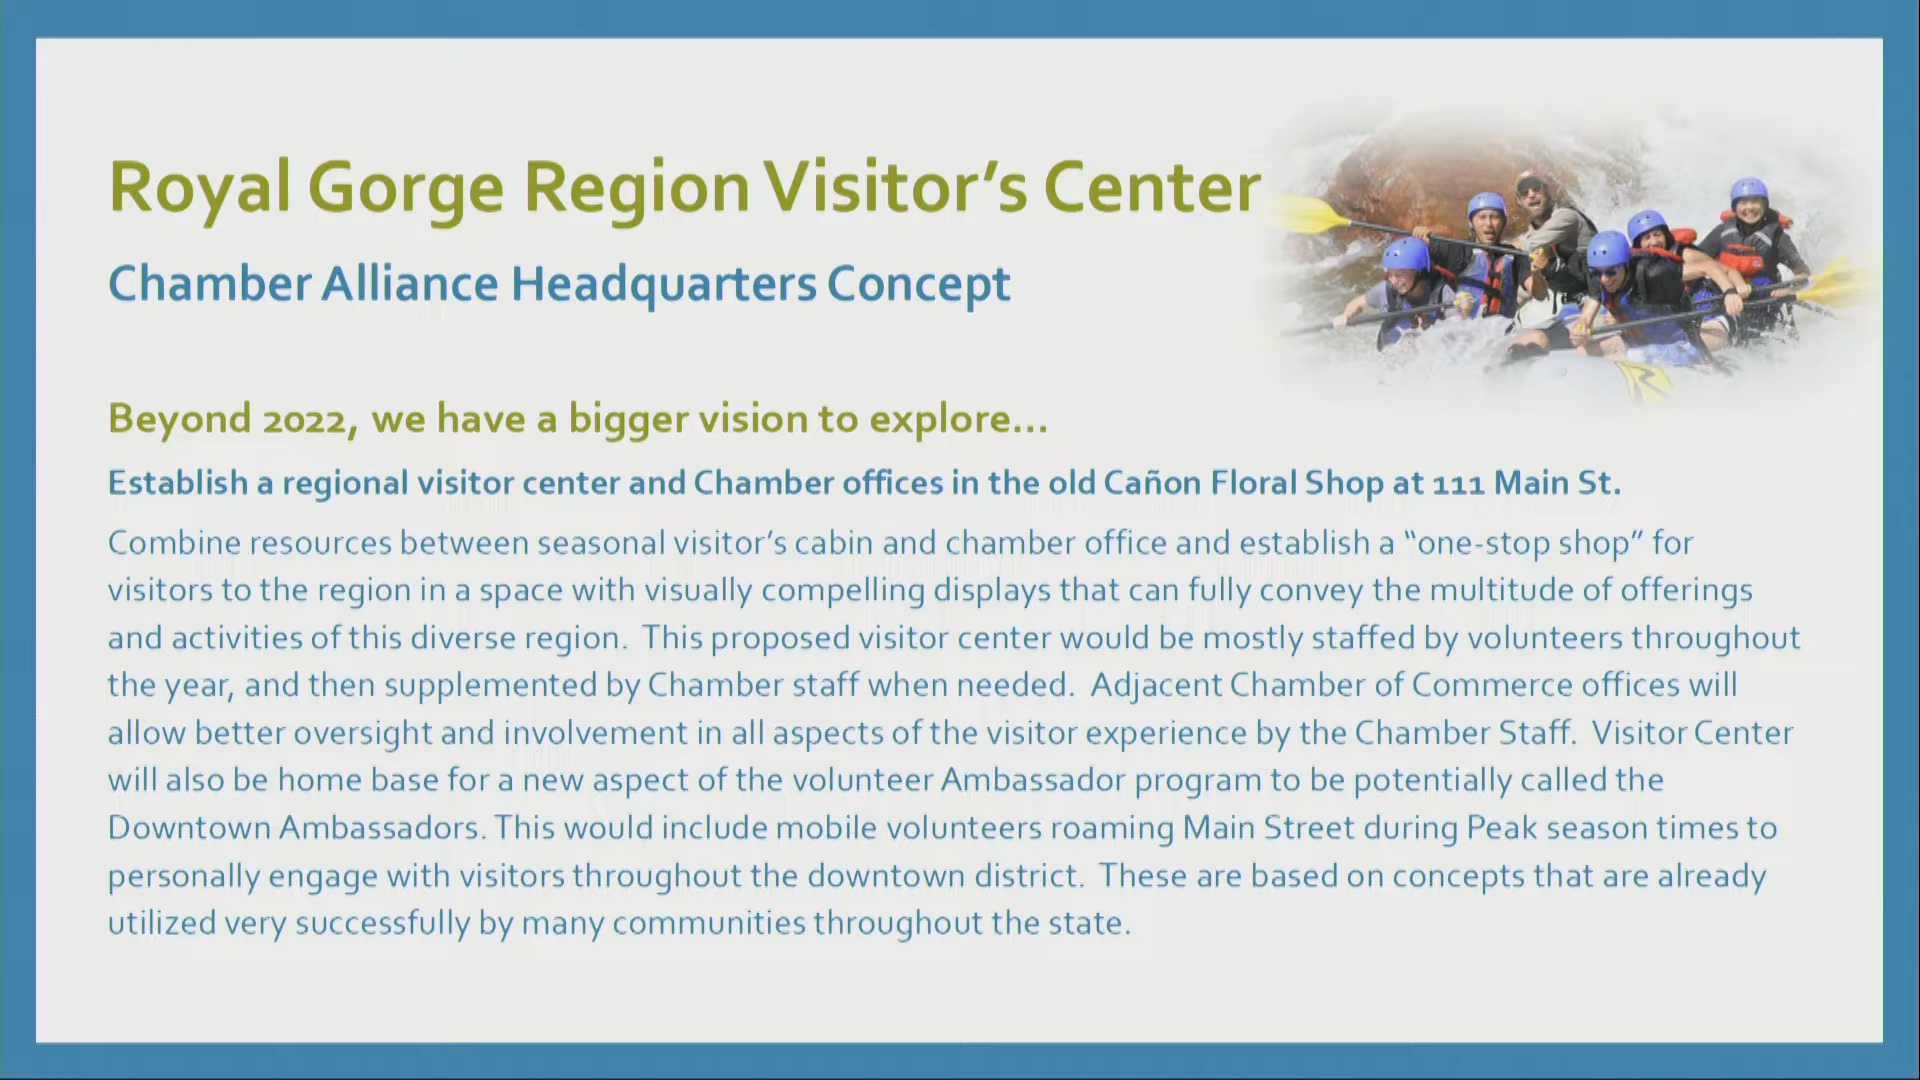 Royal Gorge Region Visitor’s Center
Chamber Alliance Headquarters Concept
Beyond 2022, we have a bigger vision to explore...
Establish a regional visitor center and Chamber offices in the old Cañon Floral Shop at 111 Main St.
Combine resources between seasonal visitor’s cabin and chamber office and establish a “one-stop shop” for
visitors to the region in a space with visually compelling displays that can fully convey the multitude of offerings
and activities of this diverse region.  This proposed visitor center would be mostly staffed by volunteers throughout
the year, and then supplemented by Chamber staff when needed.  Adjacent Chamber of Commerce offices will
allow better oversight and involvement in all aspects of the visitor experience by the Chamber Staff.  Visitor Center
will also be home base for a new aspect of the volunteer Ambassador program to be potentially called the
Downtown Ambassadors. This would include mobile volunteers roaming Main Street during Peak season times to
personally engage with visitors throughout the downtown district.  These are based on concepts that are already
utilized very successfully by many communities throughout the state.